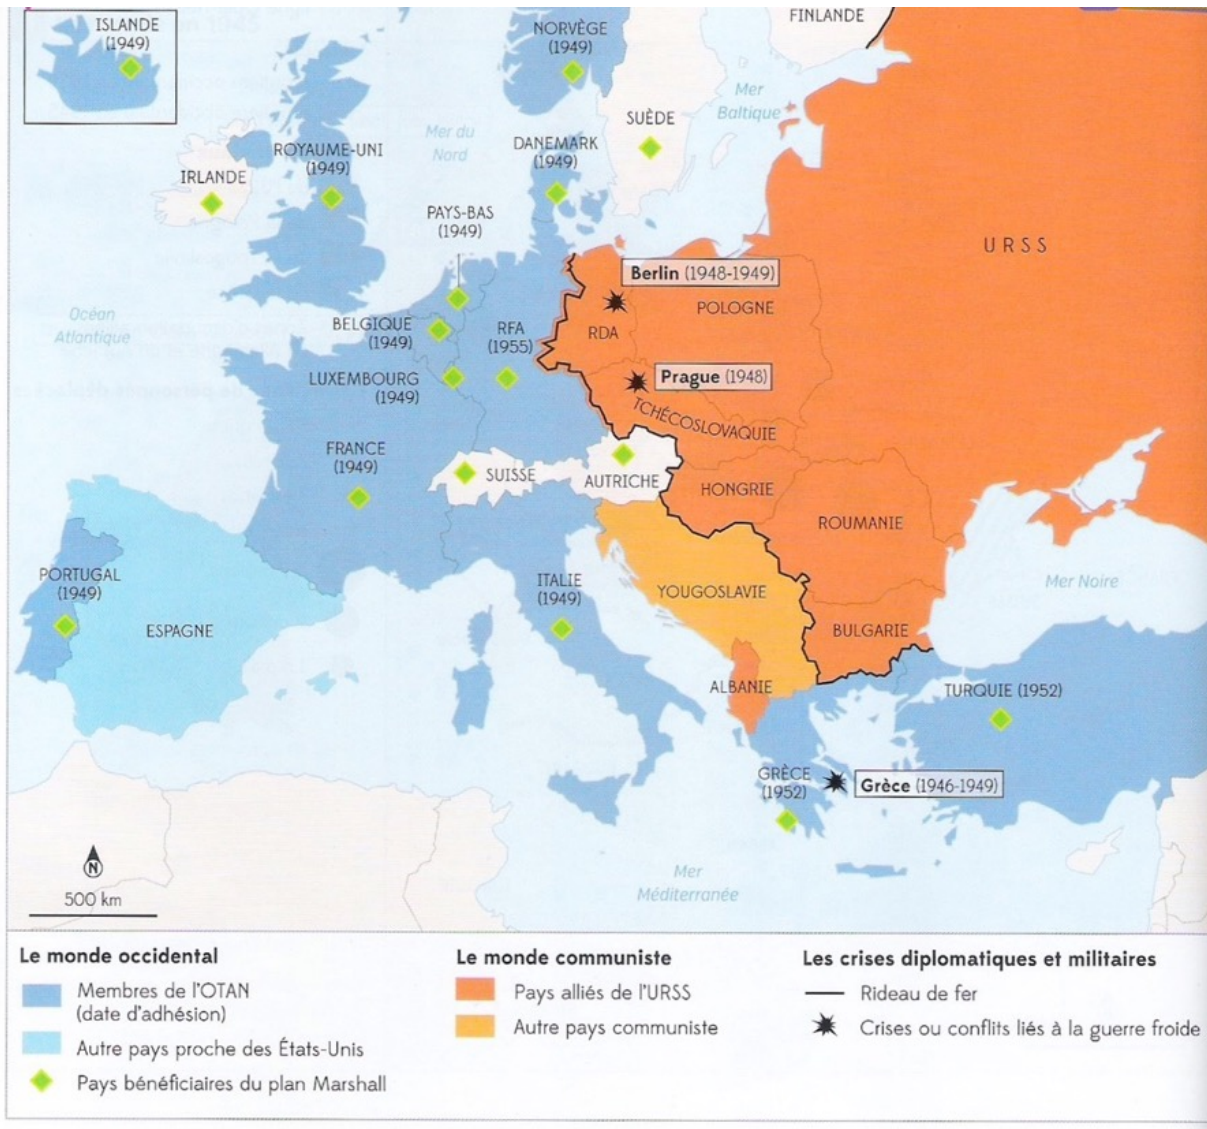 ISLANDE
(1949)
NORVÈGE
(1949)
FINLANDE
Mer
Baltique
SUÈDE
Mer du
Nord
DANEMARK
(1949)
ROYAUME-UNI
(1949)
IRLANDE
PAYS-BAS
(1949)
URSS
Berlin (1948-1949)
POLOGNE
Océan
Atlantique
BELGIQUE
(1949)
RFA
(1955)
RDA
LUXEMBOURG
(1949)
Prague (1948)
TCHÉCOSLOVAQUIE
FRANCE
(1949)
SUISSE
AUTRICHE
HONGRIE
ROUMANIE
PORTUGAL
(1949)
ITALIE
(1949)
YOUGOSLAVIE
Mer Noire
ESPAGNE
BULGARIE
ALBANIE
TURQUIE (1952)
GRÈCE
(1952)
Grèce (1946-1949)
N
500 km
Mer
Méditerranée
Le monde occidental
Membres de l'OTAN
(date d'adhésion)
Autre pays proche des États-Unis
Pays bénéficiaires du plan Marshall
Le monde communiste
Pays alliés de l'URSS
Autre pays communiste
Les crises diplomatiques et militaires
Rideau de fer
Crises ou conflits liés à la guerre froide